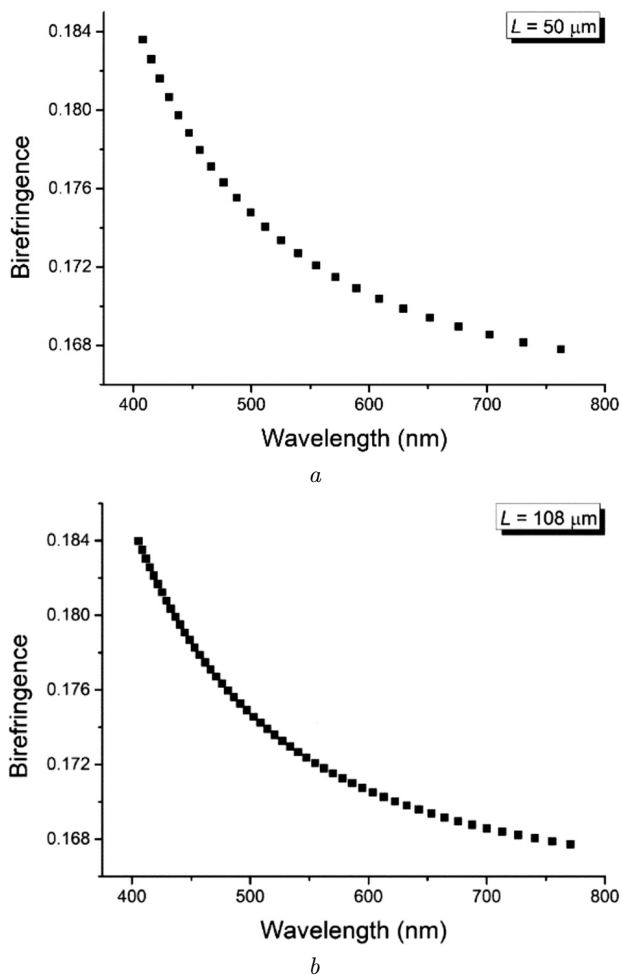 L = 50 μm
0.184
0.180
0.176
0.172
0.168
Birefringence
400 500 600 700 800
Wavelength (nm)
a
L = 108 μm
0.184
0.180
0.176
0.172
0.168
Birefringence
400 500 600 700 800
Wavelength (nm)
b